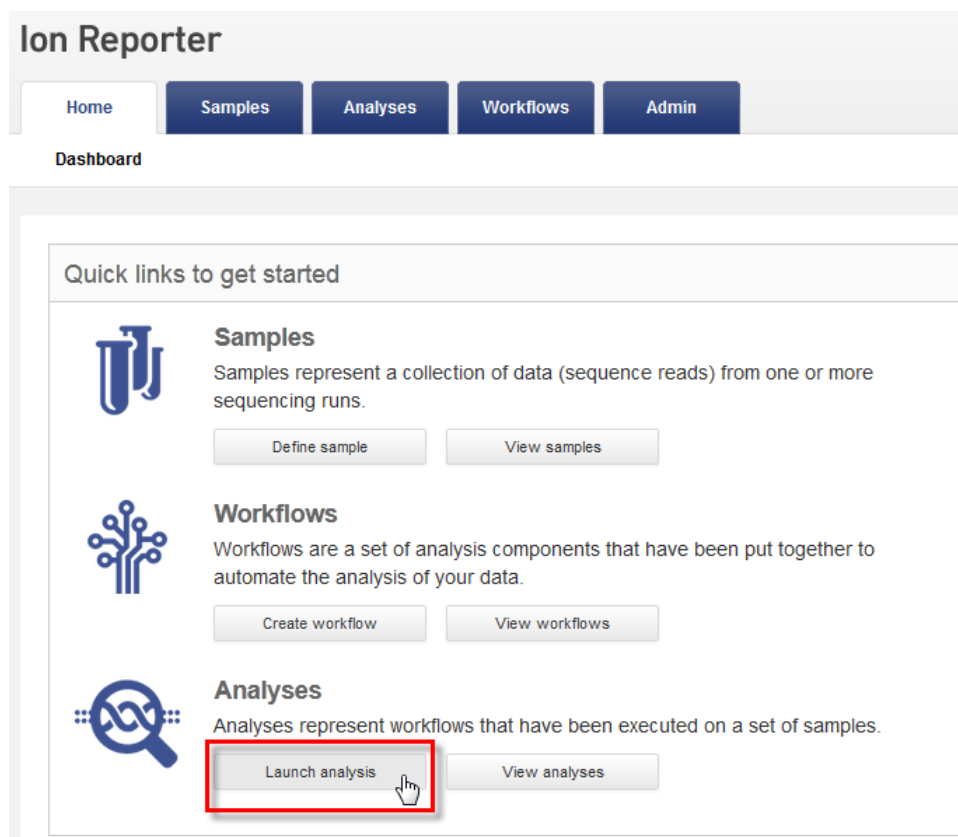 Ion Reporter
Home Samples Analyses Workflows Admin
Dashboard
Quick links to get started
Samples
Samples represent a collection of data (sequence reads) from one or more
sequencing runs.
Define sample View samples
Workflows
Workflows are a set of analysis components that have been put together to
automate the analysis of your data.
Create workflow View workflows
Analyses
Analyses represent workflows that have been executed on a set of samples.
Launch analysis View analyses